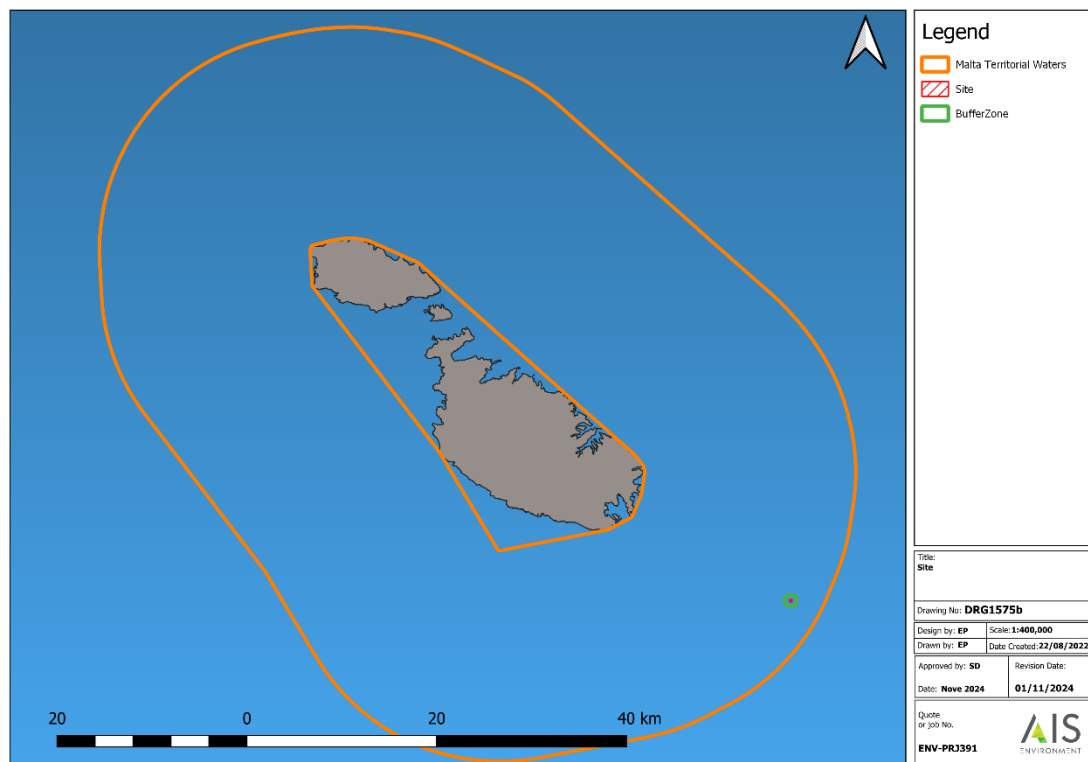 Legend
Malta Territorial Waters
Site
BufferZone
20 0 20 40 km
Title:
Site
Drawing No: DRG1575b
Design by: EP Scale:1:400,000
Drawn by: EP Date Created:22/08/2022
Approved by: SD Revision Date:
Date: Nove 2024 01/11/2024
Quote
or job No.
ENV-PRJ391
AIS
ENVIRONMENT